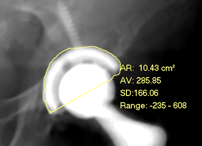 AR: 10.43 cm²
AV: 285.85
SD:166.06
Range: -235 - 608